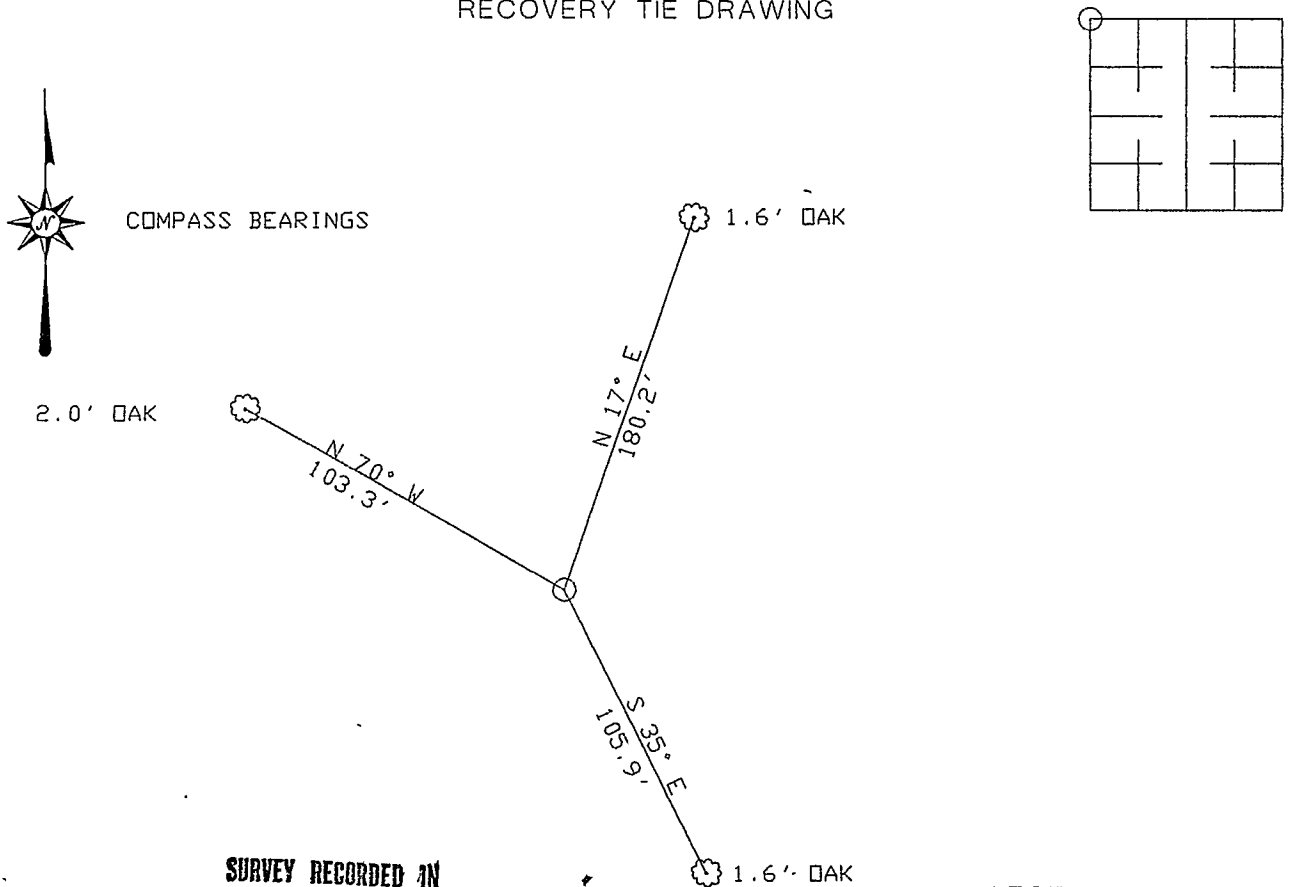 RECOVERY TIE DRAWING
N
COMPASS BEARINGS
1.6' OAK
N 17° E
180.2'
2.0' OAK
N 70° W
103.3'
S 35° E
105.9'
SURVEY RECORDED IN
1.6' OAK